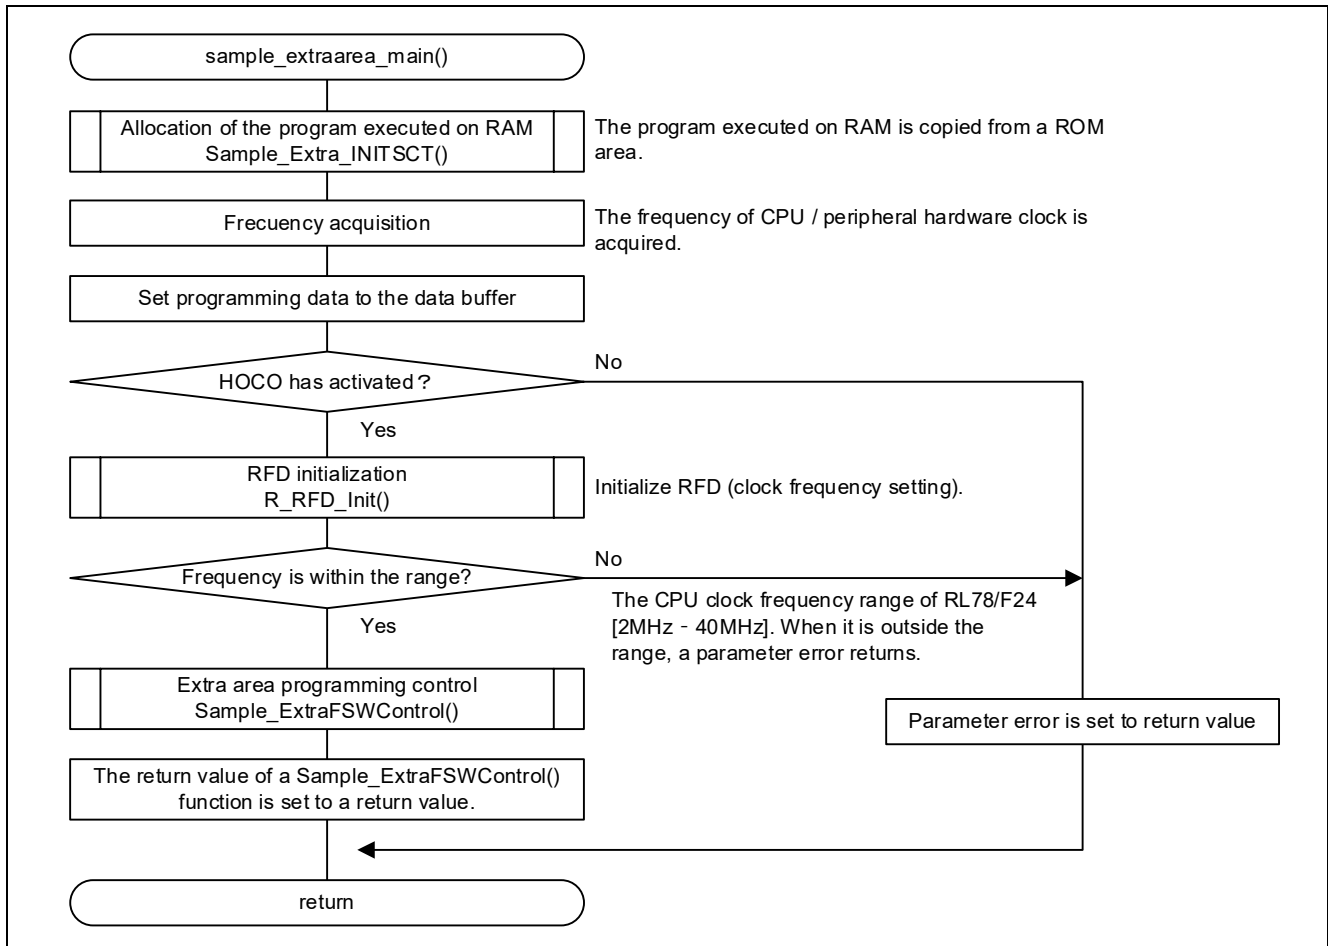 sample_extraarea_main()
Allocation of the program executed on RAM
Sample_Extra_INITSCT()
The program executed on RAM is copied from a ROM
area.
Frecuency acquisition
The frequency of CPU / peripheral hardware clock is
acquired.
Set programming data to the data buffer
HOCO has activated？
No
Yes
RFD initialization
R_RFD_Init()
Initialize RFD (clock frequency setting).
Frequency is within the range?
No
The CPU clock frequency range of RL78/F24
[2MHz‐40MHz]. When it is outside the
range, a parameter error returns.
Yes
Extra area programming control
Sample_ExtraFSWControl()
Parameter error is set to return value
The return value of a Sample_ExtraFSWControl()
function is set to a return value.
return